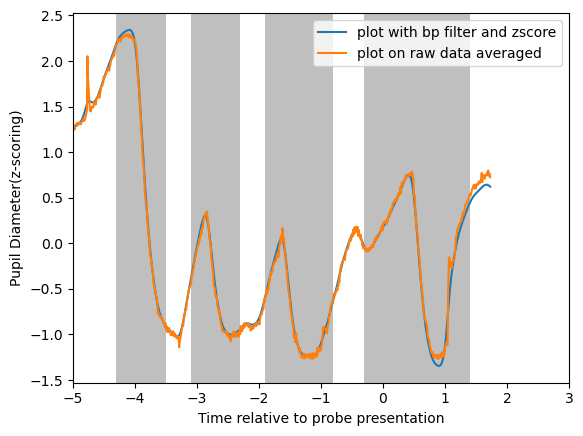 plot with bp filter and zscore
plot on raw data averaged
2.5
2.0
1.5
1.0
0.5
0.0
−0.5
−1.0
−1.5
Pupil Diameter(z-scoring)
−5 −4 −3 −2 −1 0 1 2 3
Time relative to probe presentation